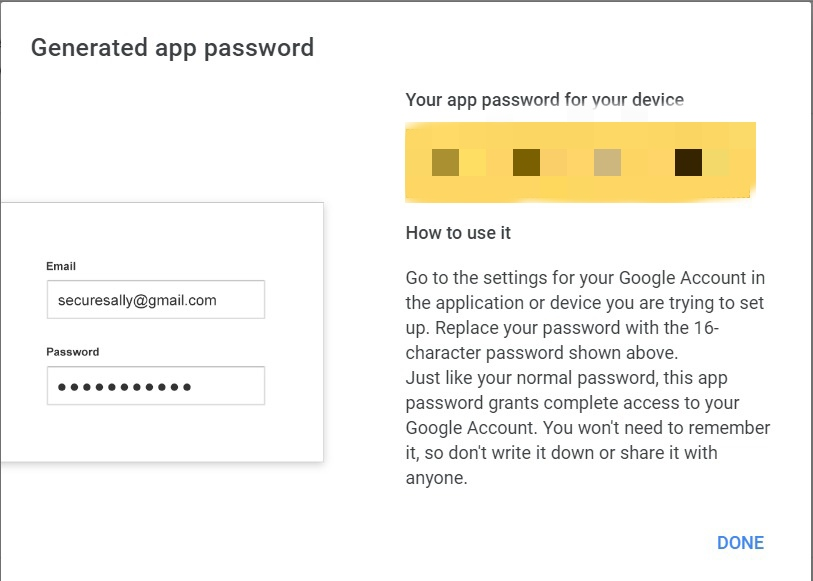 Generated app password
Your app password for your device
How to use it
Go to the settings for your Google Account in
the application or device you are trying to set
up. Replace your password with the 16-
character password shown above.
Just like your normal password, this app
password grants complete access to your
Google Account. You won't need to remember
it, so don't write it down or share it with
anyone.
Email
securesally@gmail.com
Password
DONE